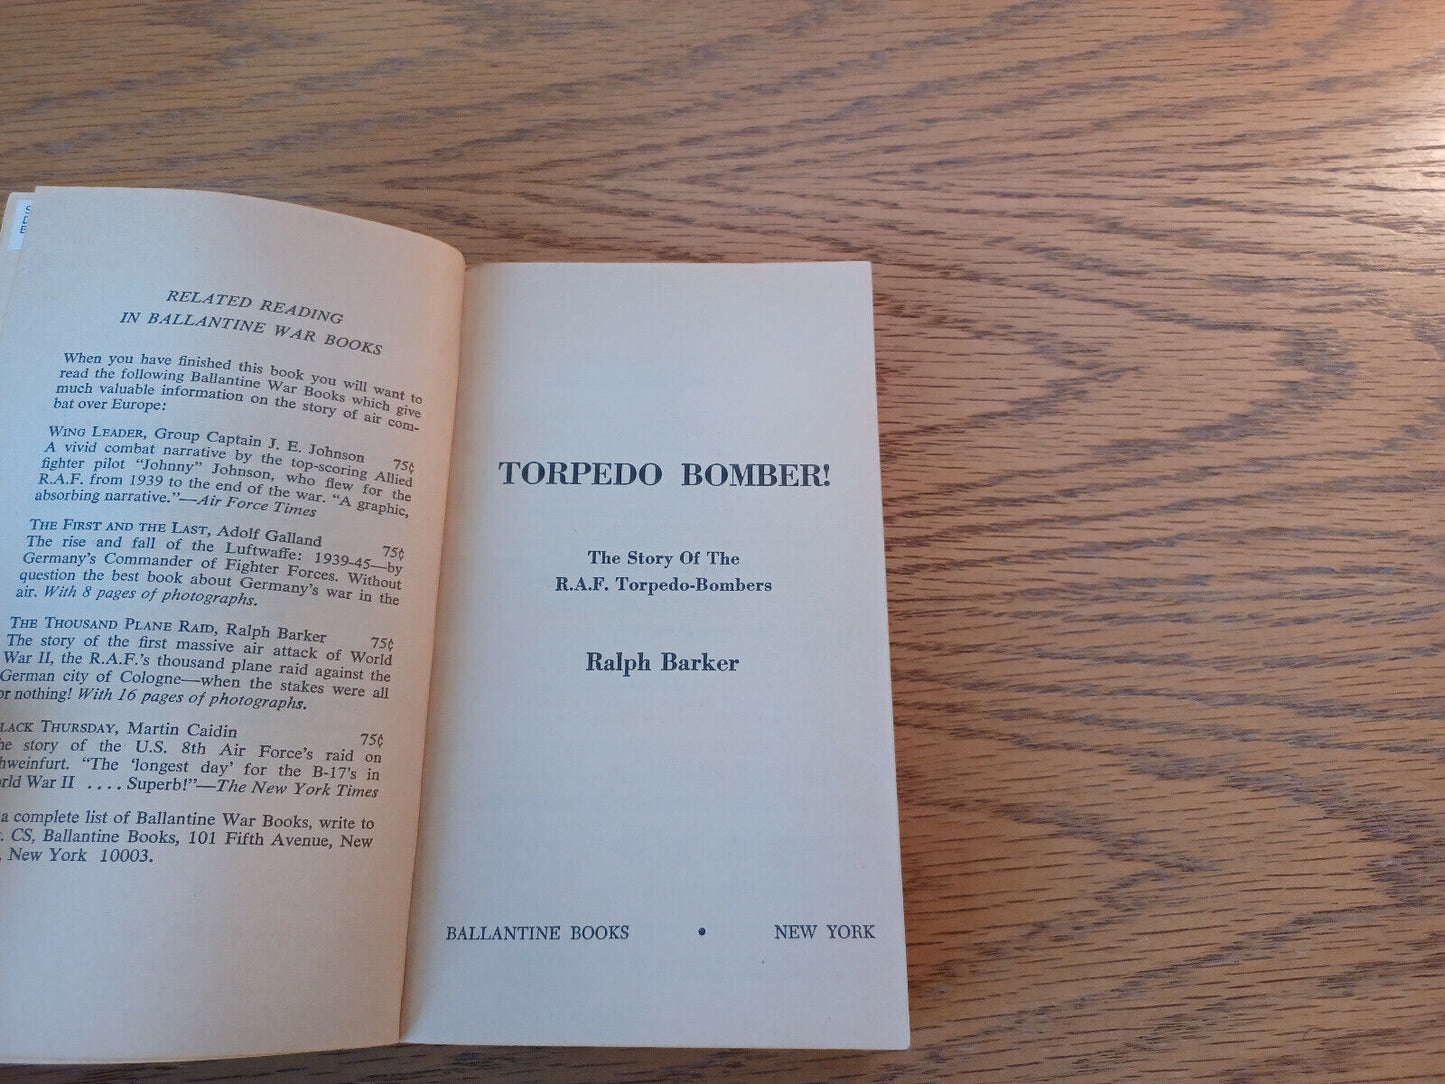 S
D
B
RELATED READING
IN BALLANTINE WAR BOOKS
When you have finished this book you will want to
read the following Ballantine War Books which give
much valuable information on the story of air com-
bat over Europe:
WING LEADER, Group Captain J. E. Johnson 75¢
A vivid combat narrative by the top-scoring Allied
fighter pilot "Johnny" Johnson, who flew for the
R.A.F. from 1939 to the end of the war. "A graphic,
absorbing narrative."—Air Force Times
THE FIRST AND THE LAST, Adolf Galland 75¢
The rise and fall of the Luftwaffe: 1939-45—by
Germany's Commander of Fighter Forces. Without
question the best book about Germany's war in the
air. With 8 pages of photographs.
THE THOUSAND PLANE RAID, Ralph Barker 75¢
The story of the first massive air attack of World
War II, the R.A.F.'s thousand plane raid against the
German city of Cologne—when the stakes were all
or nothing! With 16 pages of photographs.
LACK THURSDAY, Martin Caidin 75¢
he story of the U.S. 8th Air Force's raid on
hweinfurt. "The 'longest day' for the B-17's in
rld War II .... Superb!"—The New York Times
a complete list of Ballantine War Books, write to
. CS, Ballantine Books, 101 Fifth Avenue, New
, New York 10003.
TORPEDO BOMBER!
The Story Of The
R.A.F. Torpedo-Bombers
Ralph Barker
BALLANTINE BOOKS • NEW YORK